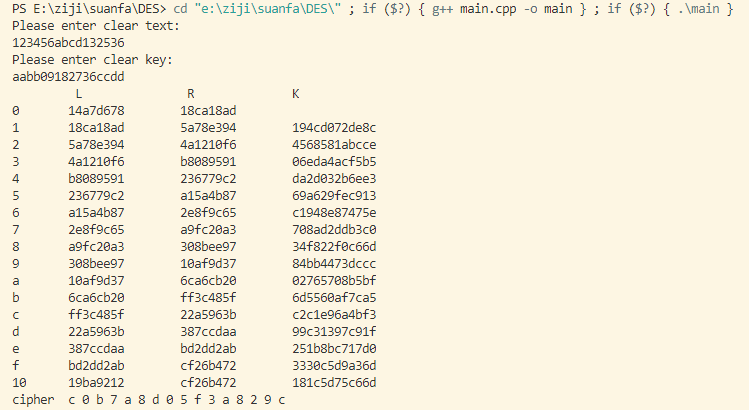 PS E:\ziji\suanfa\DES> cd "e:\ziji\suanfa\DES\" ; if ($?) { g++ main.cpp -o main } ; if ($?) { .\main }
Please enter clear text:
123456abcd132536
Please enter clear key:
aabb09182736ccdd
L R K
0 14a7d678 18ca18ad
1 18ca18ad 5a78e394 194cd072de8c
2 5a78e394 4a1210f6 4568581abcce
3 4a1210f6 b8089591 06eda4acf5b5
4 b8089591 236779c2 da2d032b6ee3
5 236779c2 a15a4b87 69a629fec913
6 a15a4b87 2e8f9c65 c1948e87475e
7 2e8f9c65 a9fc20a3 708ad2ddb3c0
8 a9fc20a3 308bee97 34f822f0c66d
9 308bee97 10af9d37 84bb4473dccc
a 10af9d37 6ca6cb20 02765708b5bf
b 6ca6cb20 ff3c485f 6d5560af7ca5
c ff3c485f 22a5963b c2c1e96a4bf3
d 22a5963b 387ccdaa 99c31397c91f
e 387ccdaa bd2dd2ab 251b8bc717d0
f bd2dd2ab cf26b472 3330c5d9a36d
10 19ba9212 cf26b472 181c5d75c66d
cipher c 0 b 7 a 8 d 0 5 f 3 a 8 2 9 c